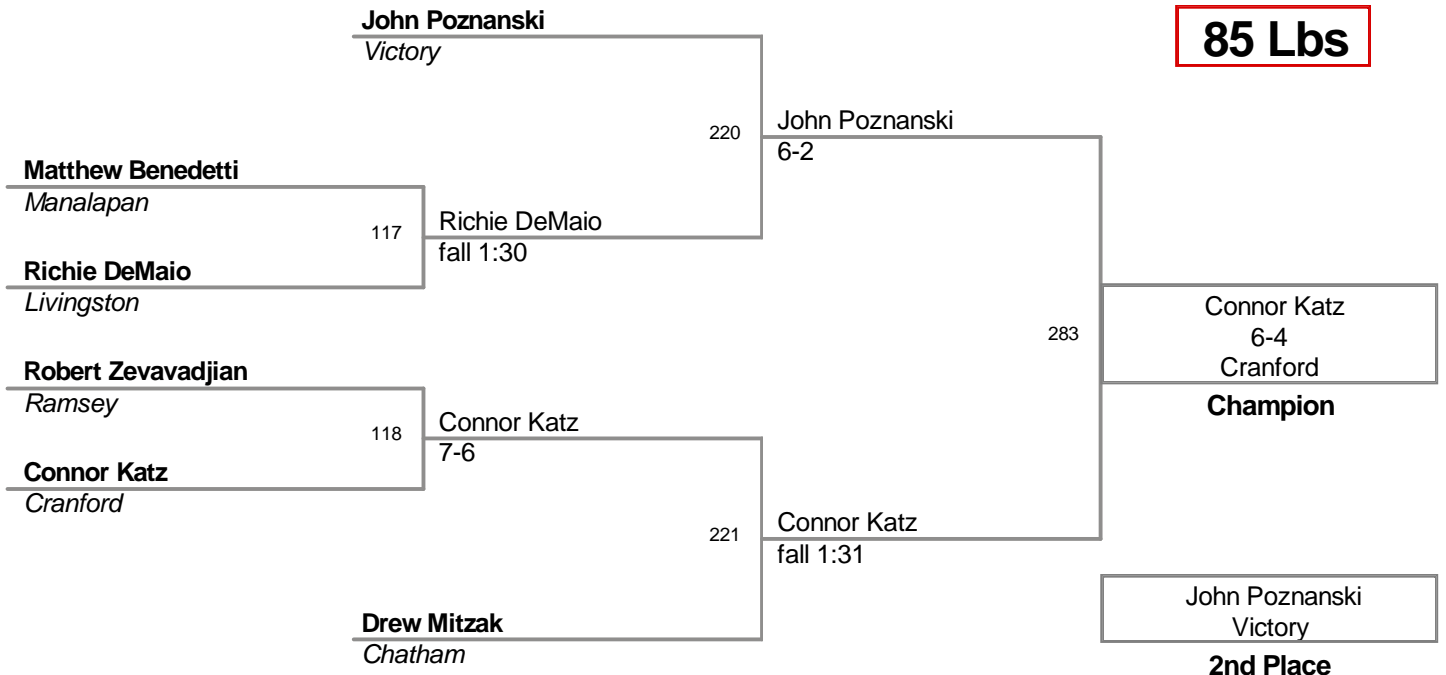 John Poznanski
Victory
85 Lbs
220
John Poznanski
6-2
Matthew Benedetti
Manalapan
117
Richie DeMaio
fall 1:30
Richie DeMaio
Livingston
283
Connor Katz
6-4
Cranford
Champion
Robert Zevavadjian
Ramsey
118
Connor Katz
7-6
Connor Katz
Cranford
221
Connor Katz
fall 1:31
Drew Mitzak
Chatham
John Poznanski
Victory
2nd Place